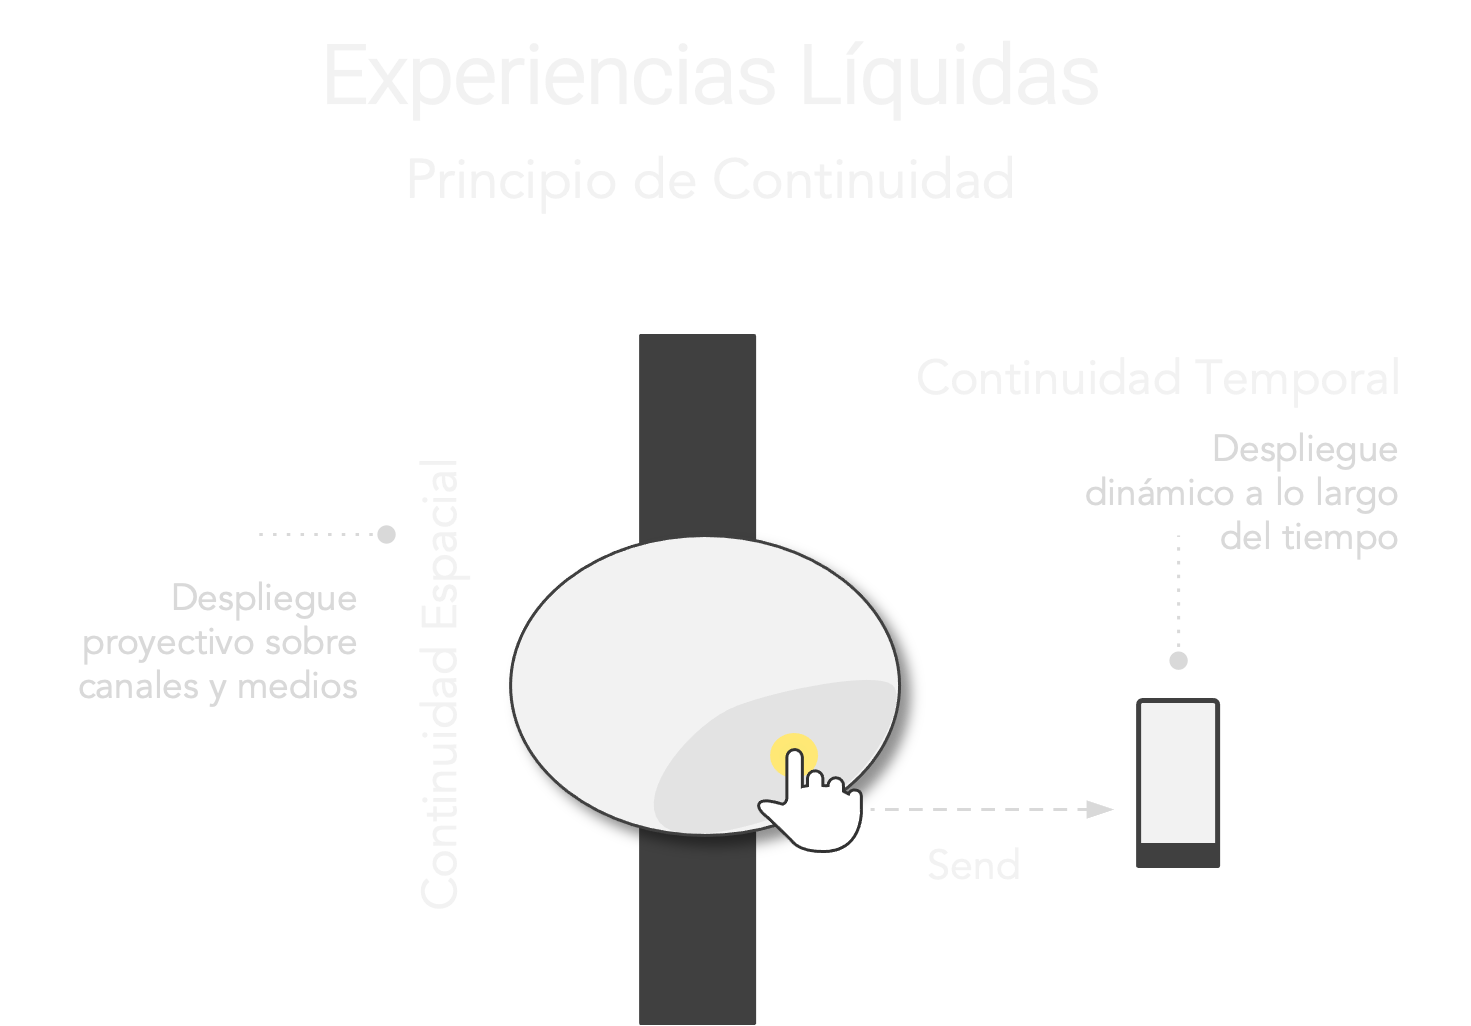 Experiencias Líquidas
Principio de Continuidad
Continuidad Temporal
Despliegue
dinámico a lo largo
del tiempo
Continuidad Espacial
Despliegue
proyectivo sobre
canales y medios
Send